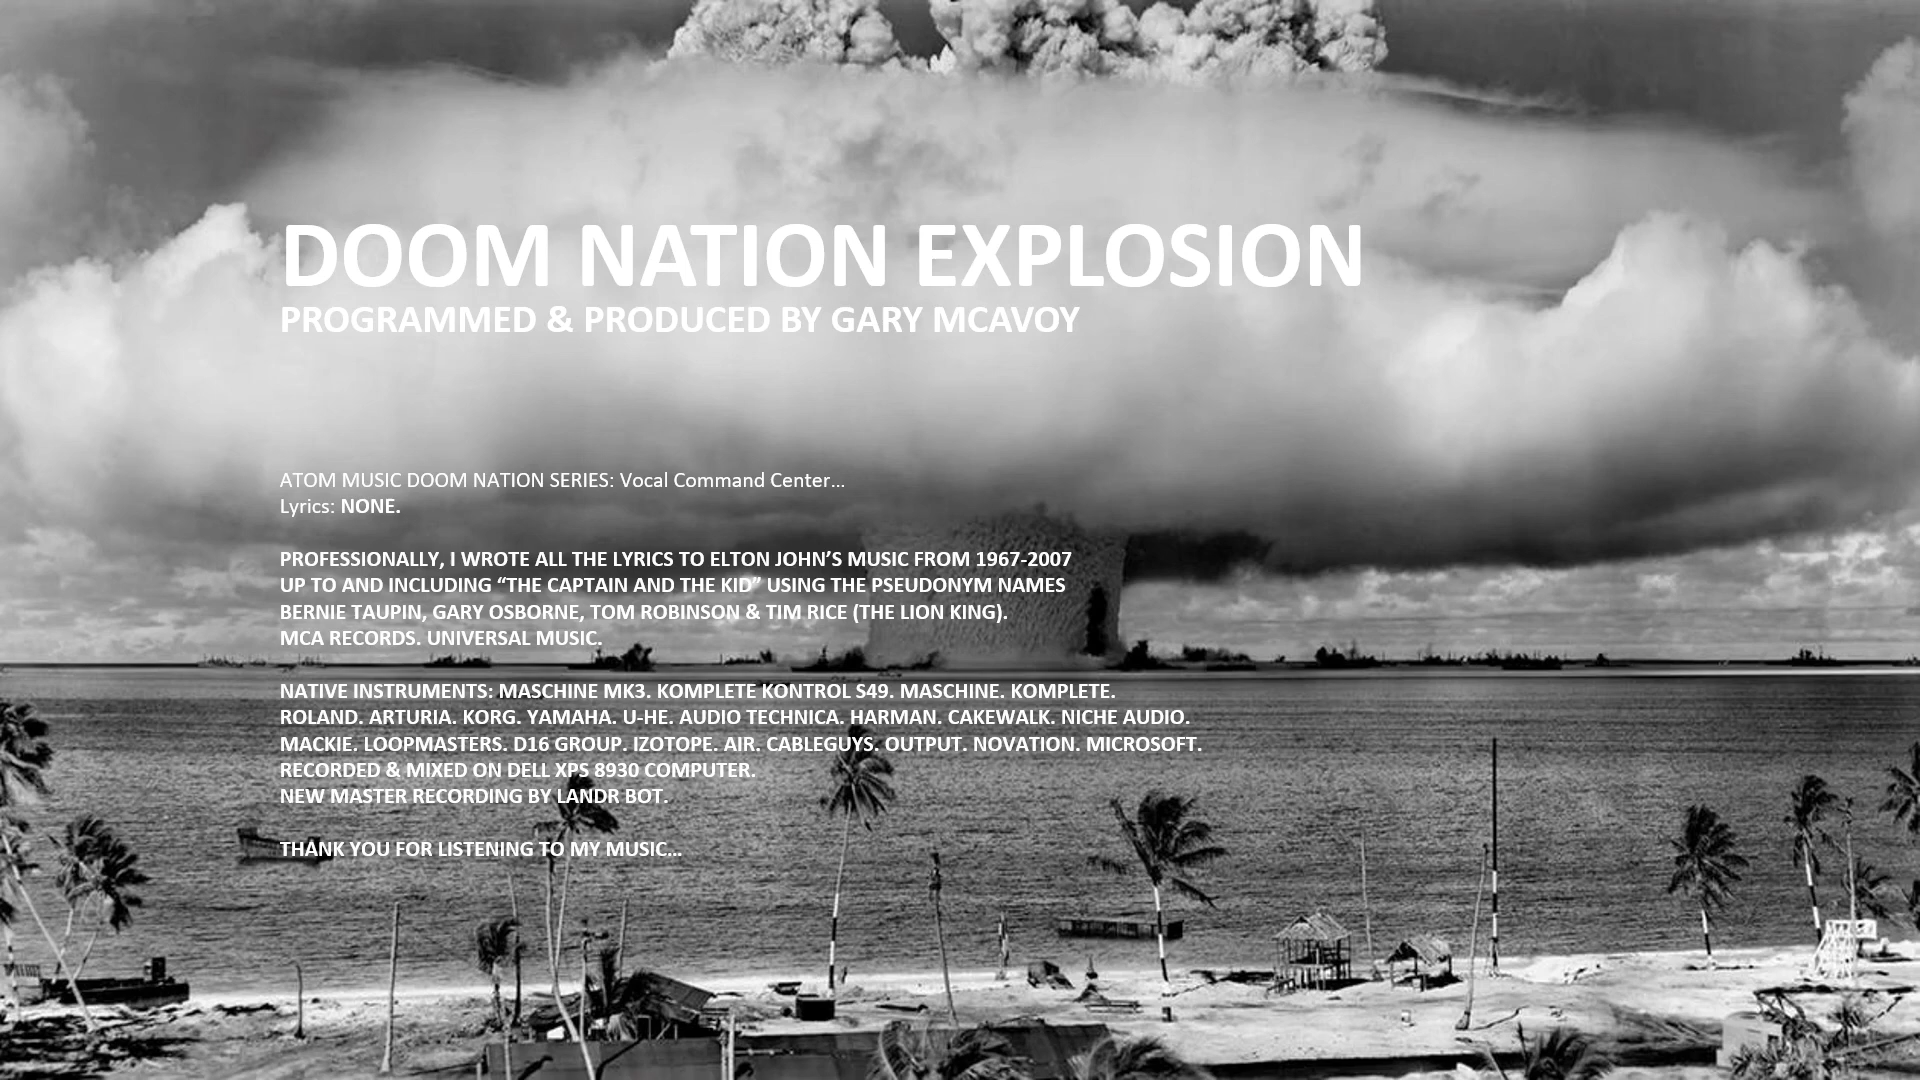 DOOM NATION EXPLOSION
PROGRAMMED & PRODUCED BY GARY MCAVOY
ATOM MUSIC DOOM NATION SERIES: Vocal Command Center…
Lyrics: NONE.
PROFESSIONALLY, I WROTE ALL THE LYRICS TO ELTON JOHN’S MUSIC FROM 1967-2007
UP TO AND INCLUDING “THE CAPTAIN AND THE KID” USING THE PSEUDONYM NAMES
BERNIE TAUPIN, GARY OSBORNE, TOM ROBINSON & TIM RICE (THE LION KING).
MCA RECORDS. UNIVERSAL MUSIC.
NATIVE INSTRUMENTS: MASCHINE MK3. KOMPLETE KONTROL S49. MASCHINE. KOMPLETE.
ROLAND. ARTURIA. KORG. YAMAHA. U-HE. AUDIO TECHNICA. HARMAN. CAKEWALK. NICHE AUDIO.
MACKIE. LOOPMASTERS. D16 GROUP. IZOTOPE. AIR. CABLEGUYS. OUTPUT. NOVATION. MICROSOFT.
RECORDED & MIXED ON DELL XPS 8930 COMPUTER.
NEW MASTER RECORDING BY LANDR BOT.
THANK YOU FOR LISTENING TO MY MUSIC…